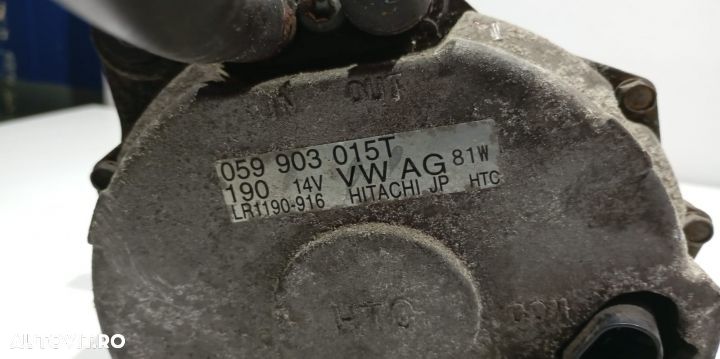 IN OUT
059 903 015T
190 14V VW AG 81W
LR1190-916 HITACHI JP HTC
HTC
AUTOVIT.RO